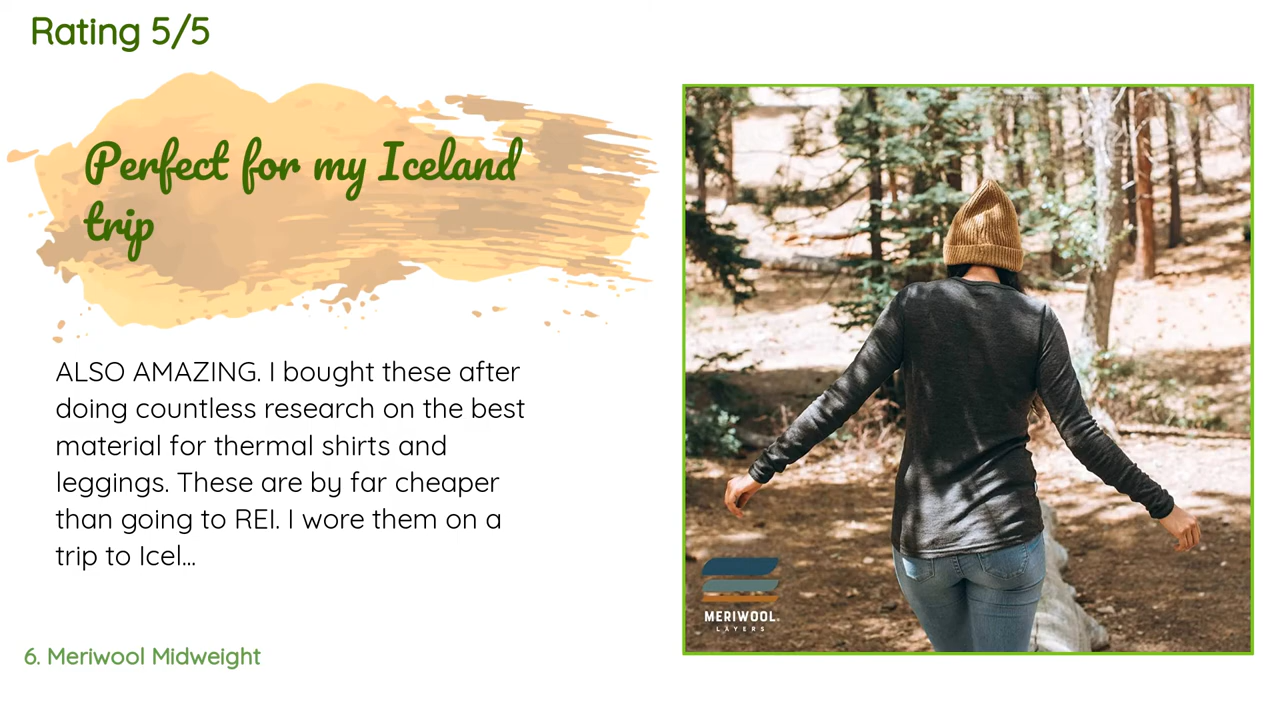 Rating 5/5
Perfect for my Iceland
trip
ALSO AMAZING. I bought these after
doing countless research on the best
material for thermal shirts and
leggings. These are by far cheaper
than going to REI. I wore them on a
trip to Icel...
6. Meriwool Midweight
MERIWOOL®
LAYERS